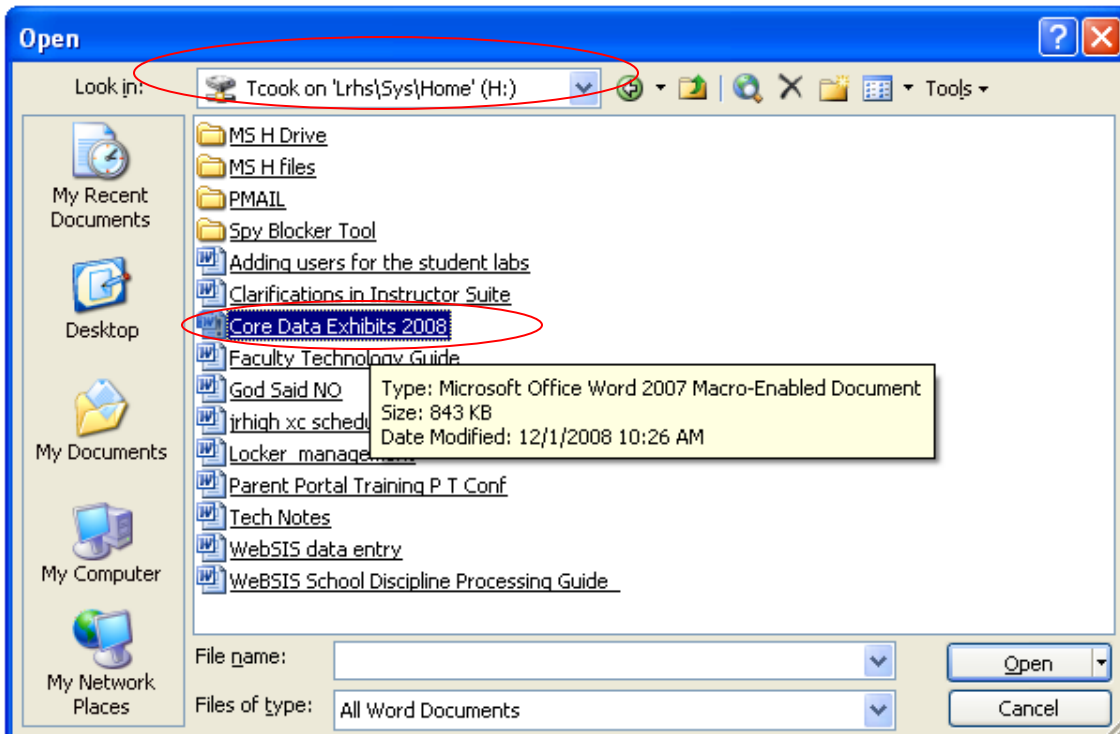 Open
Look in:
Tcook on 'Lrhs\Sys\Home' (H:)
Tools
My Recent
Documents
Desktop
My Documents
My Computer
My Network
Places
MS H Drive
MS H files
PMAIL
Spy Blocker Tool
Adding users for the student labs
Clarifications in Instructor Suite
Core Data Exhibits 2008
Faculty Technology Guide
God Said NO
jrhigh xc
Locker
Parent Portal Training P T Conf
Tech Notes
WebSIS data entry
WeBSIS School Discipline Processing Guide
Type: Microsoft Office Word 2007 Macro-Enabled Document
Size: 843 KB
Date Modified: 12/1/2008 10:26 AM
File name:
Open
Files of type:
All Word Documents
Cancel